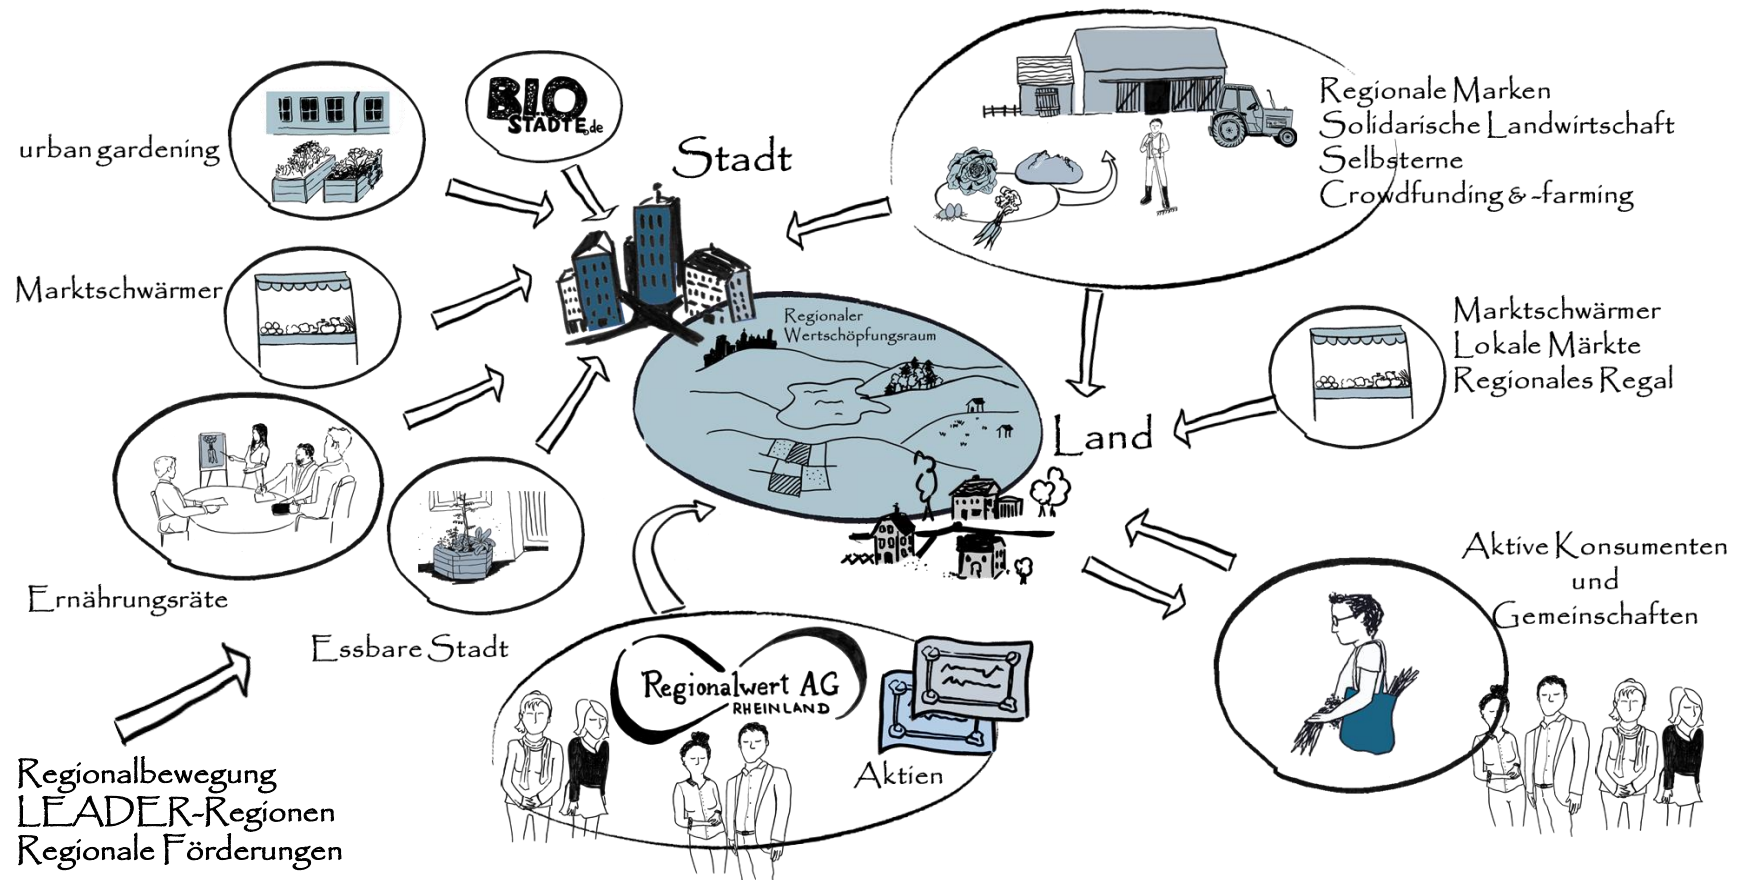 BIO
STÄDTE.de
urban gardening
Stadt
Regionale Marken
Solidarische Landwirtschaft
Selbsterne
Crowdfunding & -farming
Marktschwärmer
Regionaler
Wertschöpfungsraum
Marktschwärmer
Lokale Märkte
Regionales Regal
Land
Ernährungsräte
Essbare Stadt
Aktive Konsumenten
und
Gemeinschaften
Regionalwert AG
RHEINLAND
Aktien
Regionalbewegung
LEADER-Regionen
Regionale Förderungen